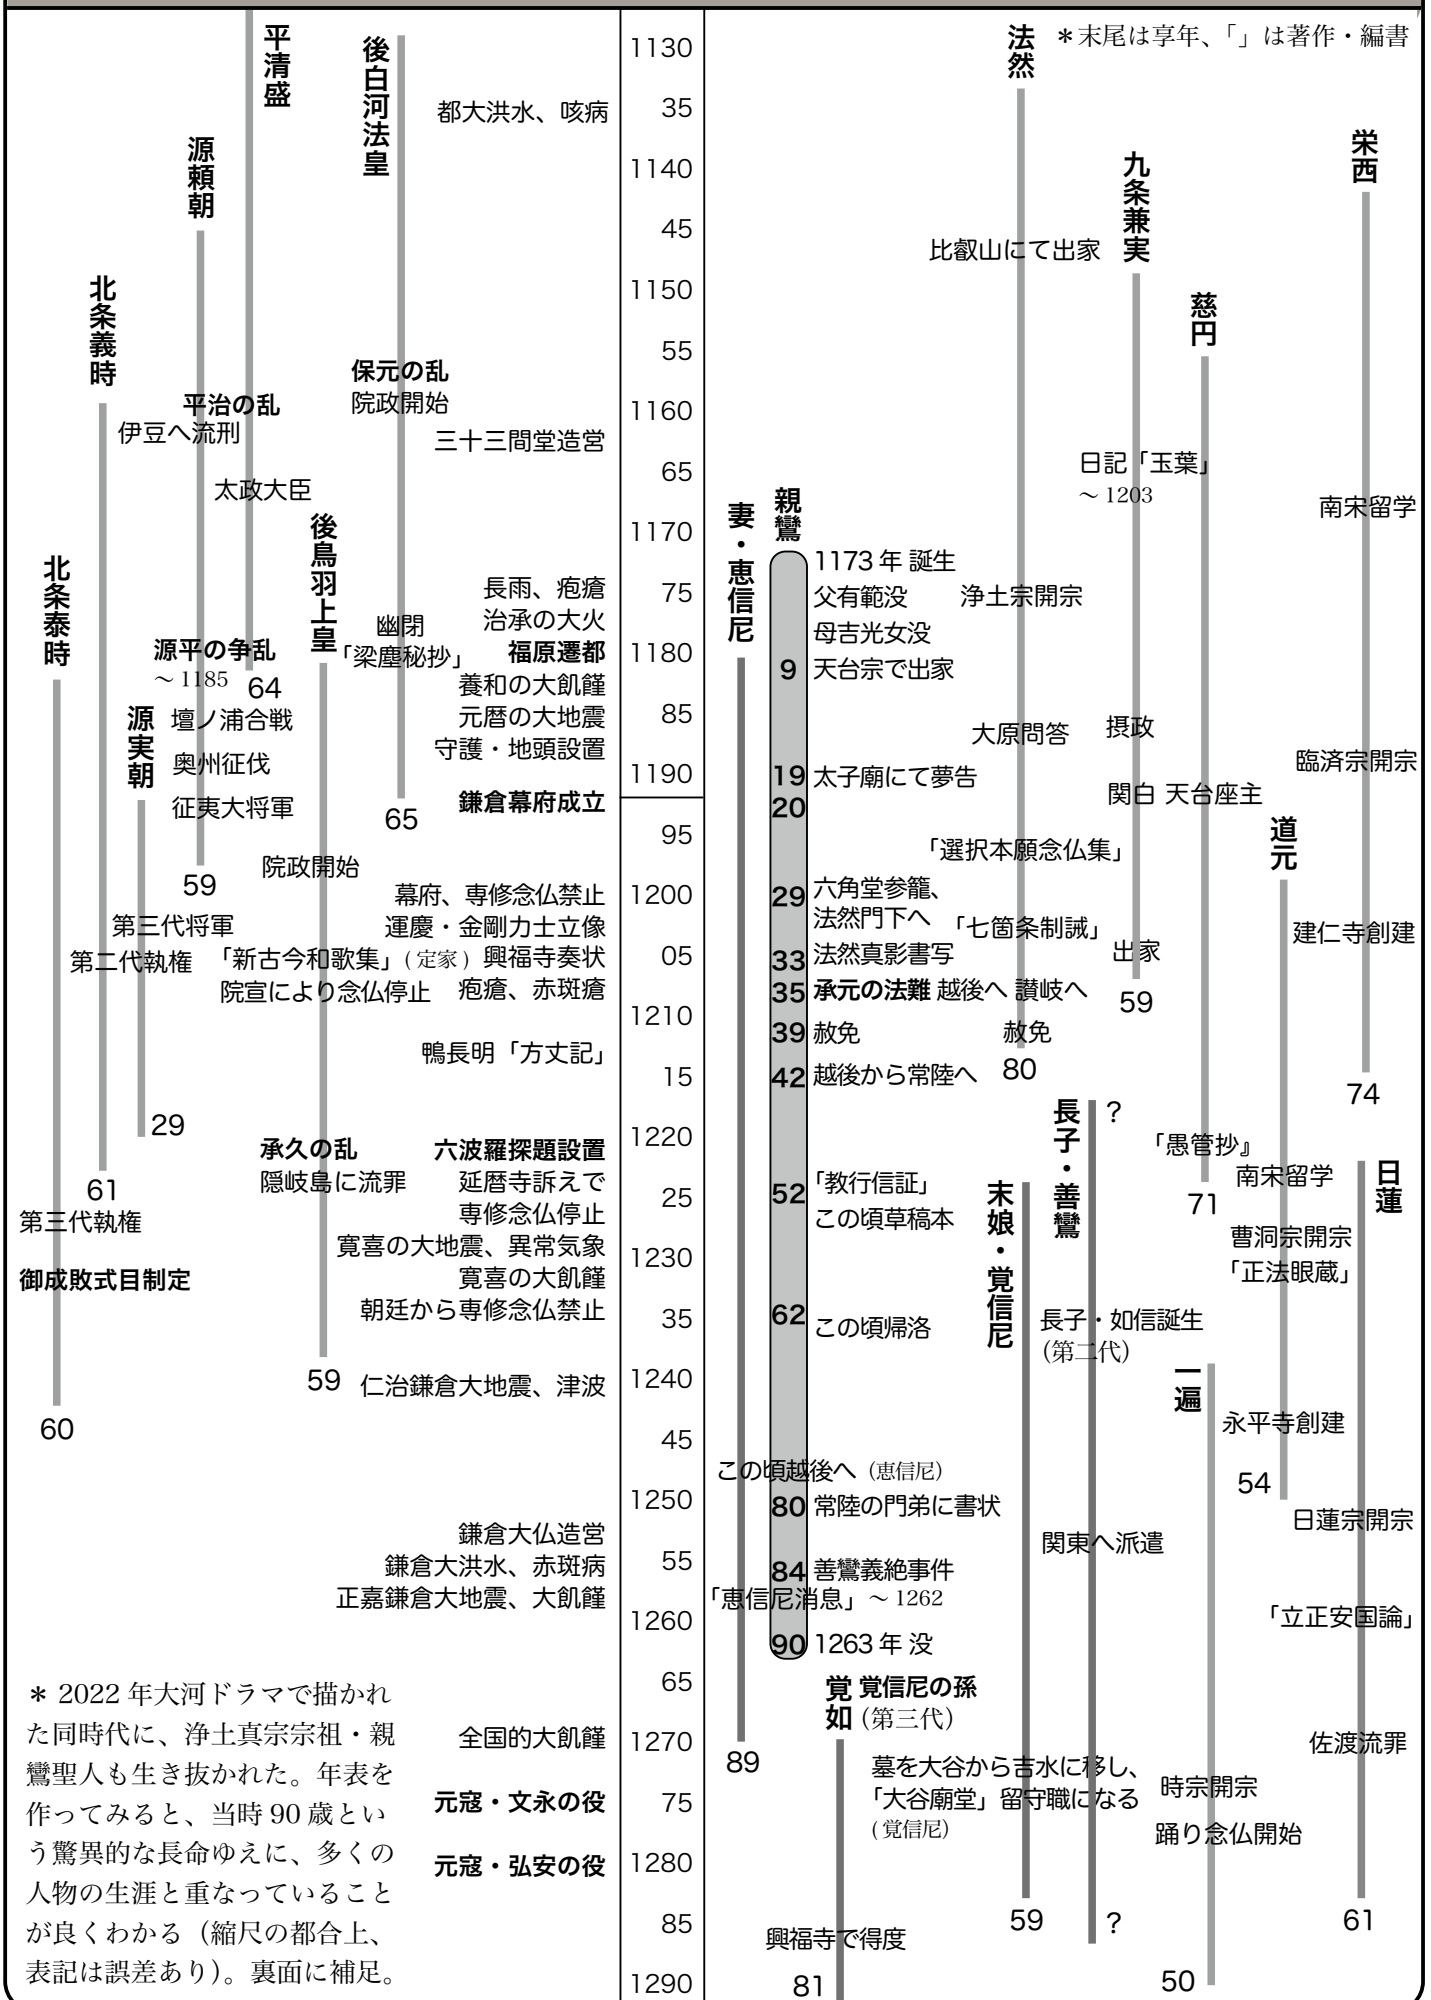 ＊末尾は享年、「」は著作・編書
平清盛
太政大臣
64
後白河法皇
保元の乱
院政開始
幽閉
「梁塵秘抄」
65
源頼朝
平治の乱
伊豆へ流刑
源平の争乱
～1185
壇ノ浦合戦
奥州征伐
征夷大将軍
59
北条義時
第二代執権
61
北条泰時
第三代執権
御成敗式目制定
60
源実朝
第三代将軍
29
後鳥羽上皇
院政開始
「新古今和歌集」(定家)
院宣により念仏停止
承久の乱
隠岐島に流罪
59
都大洪水、咳病
三十三間堂造営
長雨、疱瘡
治承の大火
福原遷都
養和の大飢饉
元暦の大地震
守護・地頭設置
鎌倉幕府成立
幕府、専修念仏禁止
運慶・金剛力士立像
興福寺奏状
疱瘡、赤斑瘡
鴨長明「方丈記」
六波羅探題設置
延暦寺訴えで
専修念仏停止
寛喜の大地震、異常気象
寛喜の大飢饉
朝廷から専修念仏禁止
仁治鎌倉大地震、津波
鎌倉大仏造営
鎌倉大洪水、赤斑病
正嘉鎌倉大地震、大飢饉
全国的大飢饉
元寇・文永の役
元寇・弘安の役
1130
35
1140
45
1150
55
1160
65
1170
75
1180
85
1190
95
1200
05
1210
15
1220
25
1230
35
1240
45
1250
55
1260
65
1270
75
1280
85
1290
妻・恵信尼
この頃越後へ（恵信尼）
「恵信尼消息」～1262
89
親鸞
1173年 誕生
父有範没
母吉光女没
9 天台宗で出家
19 太子廟にて夢告
20
29 六角堂参籠、
法然門下へ
33 法然真影書写
35 承元の法難 越後へ
39 赦免
42 越後から常陸へ
52 「教行信証」
この頃草稿本
62 この頃帰洛
80 常陸の門弟に書状
84 善鸞義絶事件
90 1263年 没
法然
比叡山にて出家
浄土宗開宗
大原問答
「選択本願念仏集」
「七箇条制誡」
讃岐へ
赦免
80
九条兼実
日記「玉葉」
～1203
摂政
関白
出家
59
慈円
天台座主
「愚管抄』
71
栄西
南宋留学
臨済宗開宗
建仁寺創建
74
道元
南宋留学
曹洞宗開宗
「正法眼蔵」
永平寺創建
54
日蓮
日蓮宗開宗
「立正安国論」
佐渡流罪
61
長子・善鸞
?
長子・如信誕生
（第二代）
関東へ派遣
?
末娘・覚信尼
墓を大谷から吉水に移し、
「大谷廟堂」留守職になる
(覚信尼)
59
一遍
時宗開宗
踊り念仏開始
50
覚如
覚信尼の孫
（第三代）
興福寺で得度
81
＊ 2022年大河ドラマで描かれ
た同時代に、浄土真宗宗祖・親
鸞聖人も生き抜かれた。年表を
作ってみると、当時90歳とい
う驚異的な長命ゆえに、多くの
人物の生涯と重なっていること
が良くわかる（縮尺の都合上、
表記は誤差あり）。裏面に補足。